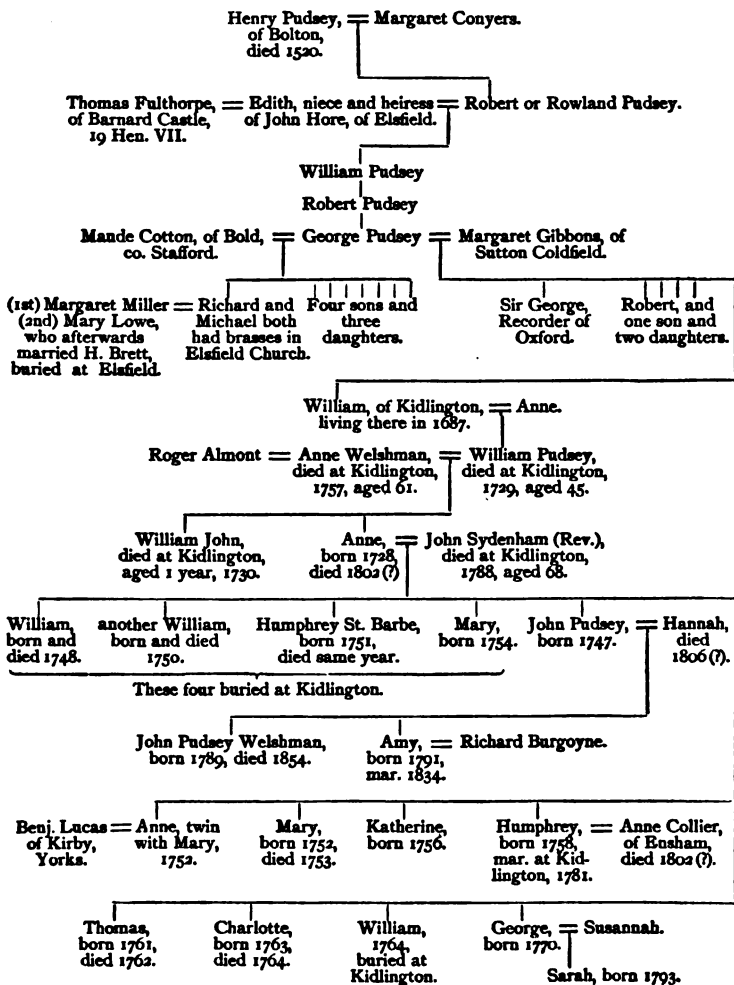 Henry Pudsey, = Margaret Conyers.
of Bolton,
died 1520.
Thomas Fulthorpe, = Edith, niece and heiress = Robert or Rowland Pudsey.
of Barnard Castle, of John Hore, of Elsfield.
19 Hen. VII.
William Pudsey
Robert Pudsey
Mande Cotton, of Bold, = George Pudsey = Margaret Gibbons, of
co. Stafford. Sutton Coldfield.
(1st) Margaret Miller = Richard and Four sons and Sir George, Robert, and
(2nd) Mary Lowe, Michael both three Recorder of one son and
who afterwards had brasses in daughters. Oxford. two daughters.
married H. Brett, Elsfield Church.
buried at Elsfield.
William, of Kidlington, = Anne.
living there in 1687.
Roger Almont = Anne Welshman, = William Pudsey,
died at Kidlington, died at Kidlington,
1757, aged 61. 1729, aged 45.
William John, Anne, = John Sydenham (Rev.),
died at Kidlington, born 1728, died at Kidlington,
aged 1 year, 1730. died 1802 (?) 1788, aged 68.
William, another William, Humphrey St. Barbe, Mary, John Pudsey, = Hannah,
born and born and died born 1751, born 1754. born 1747. died
died 1748. 1750. died same year. 1806 (?).
These four buried at Kidlington.
John Pudsey Welshman, Amy, = Richard Burgoyne.
born 1789, died 1854. born 1791,
mar. 1834.
Benj. Lucas = Anne, twin Mary, Katherine, Humphrey, = Anne Collier,
of Kirby, with Mary, born 1752, born 1756. born 1758, of Ensham,
Yorks. 1752. died 1753. mar. at Kid- died 1802 (?).
lington, 1781.
Thomas, Charlotte, William, George, = Susannah.
born 1761, born 1763, 1764, born 1770.
died 1762. died 1764. buried at
Kidlington. Sarah, born 1793.